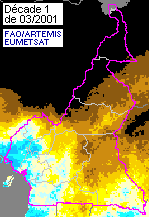 Décade 1
de 03/2001
FAO/ARTEMIS
EUMETSAT